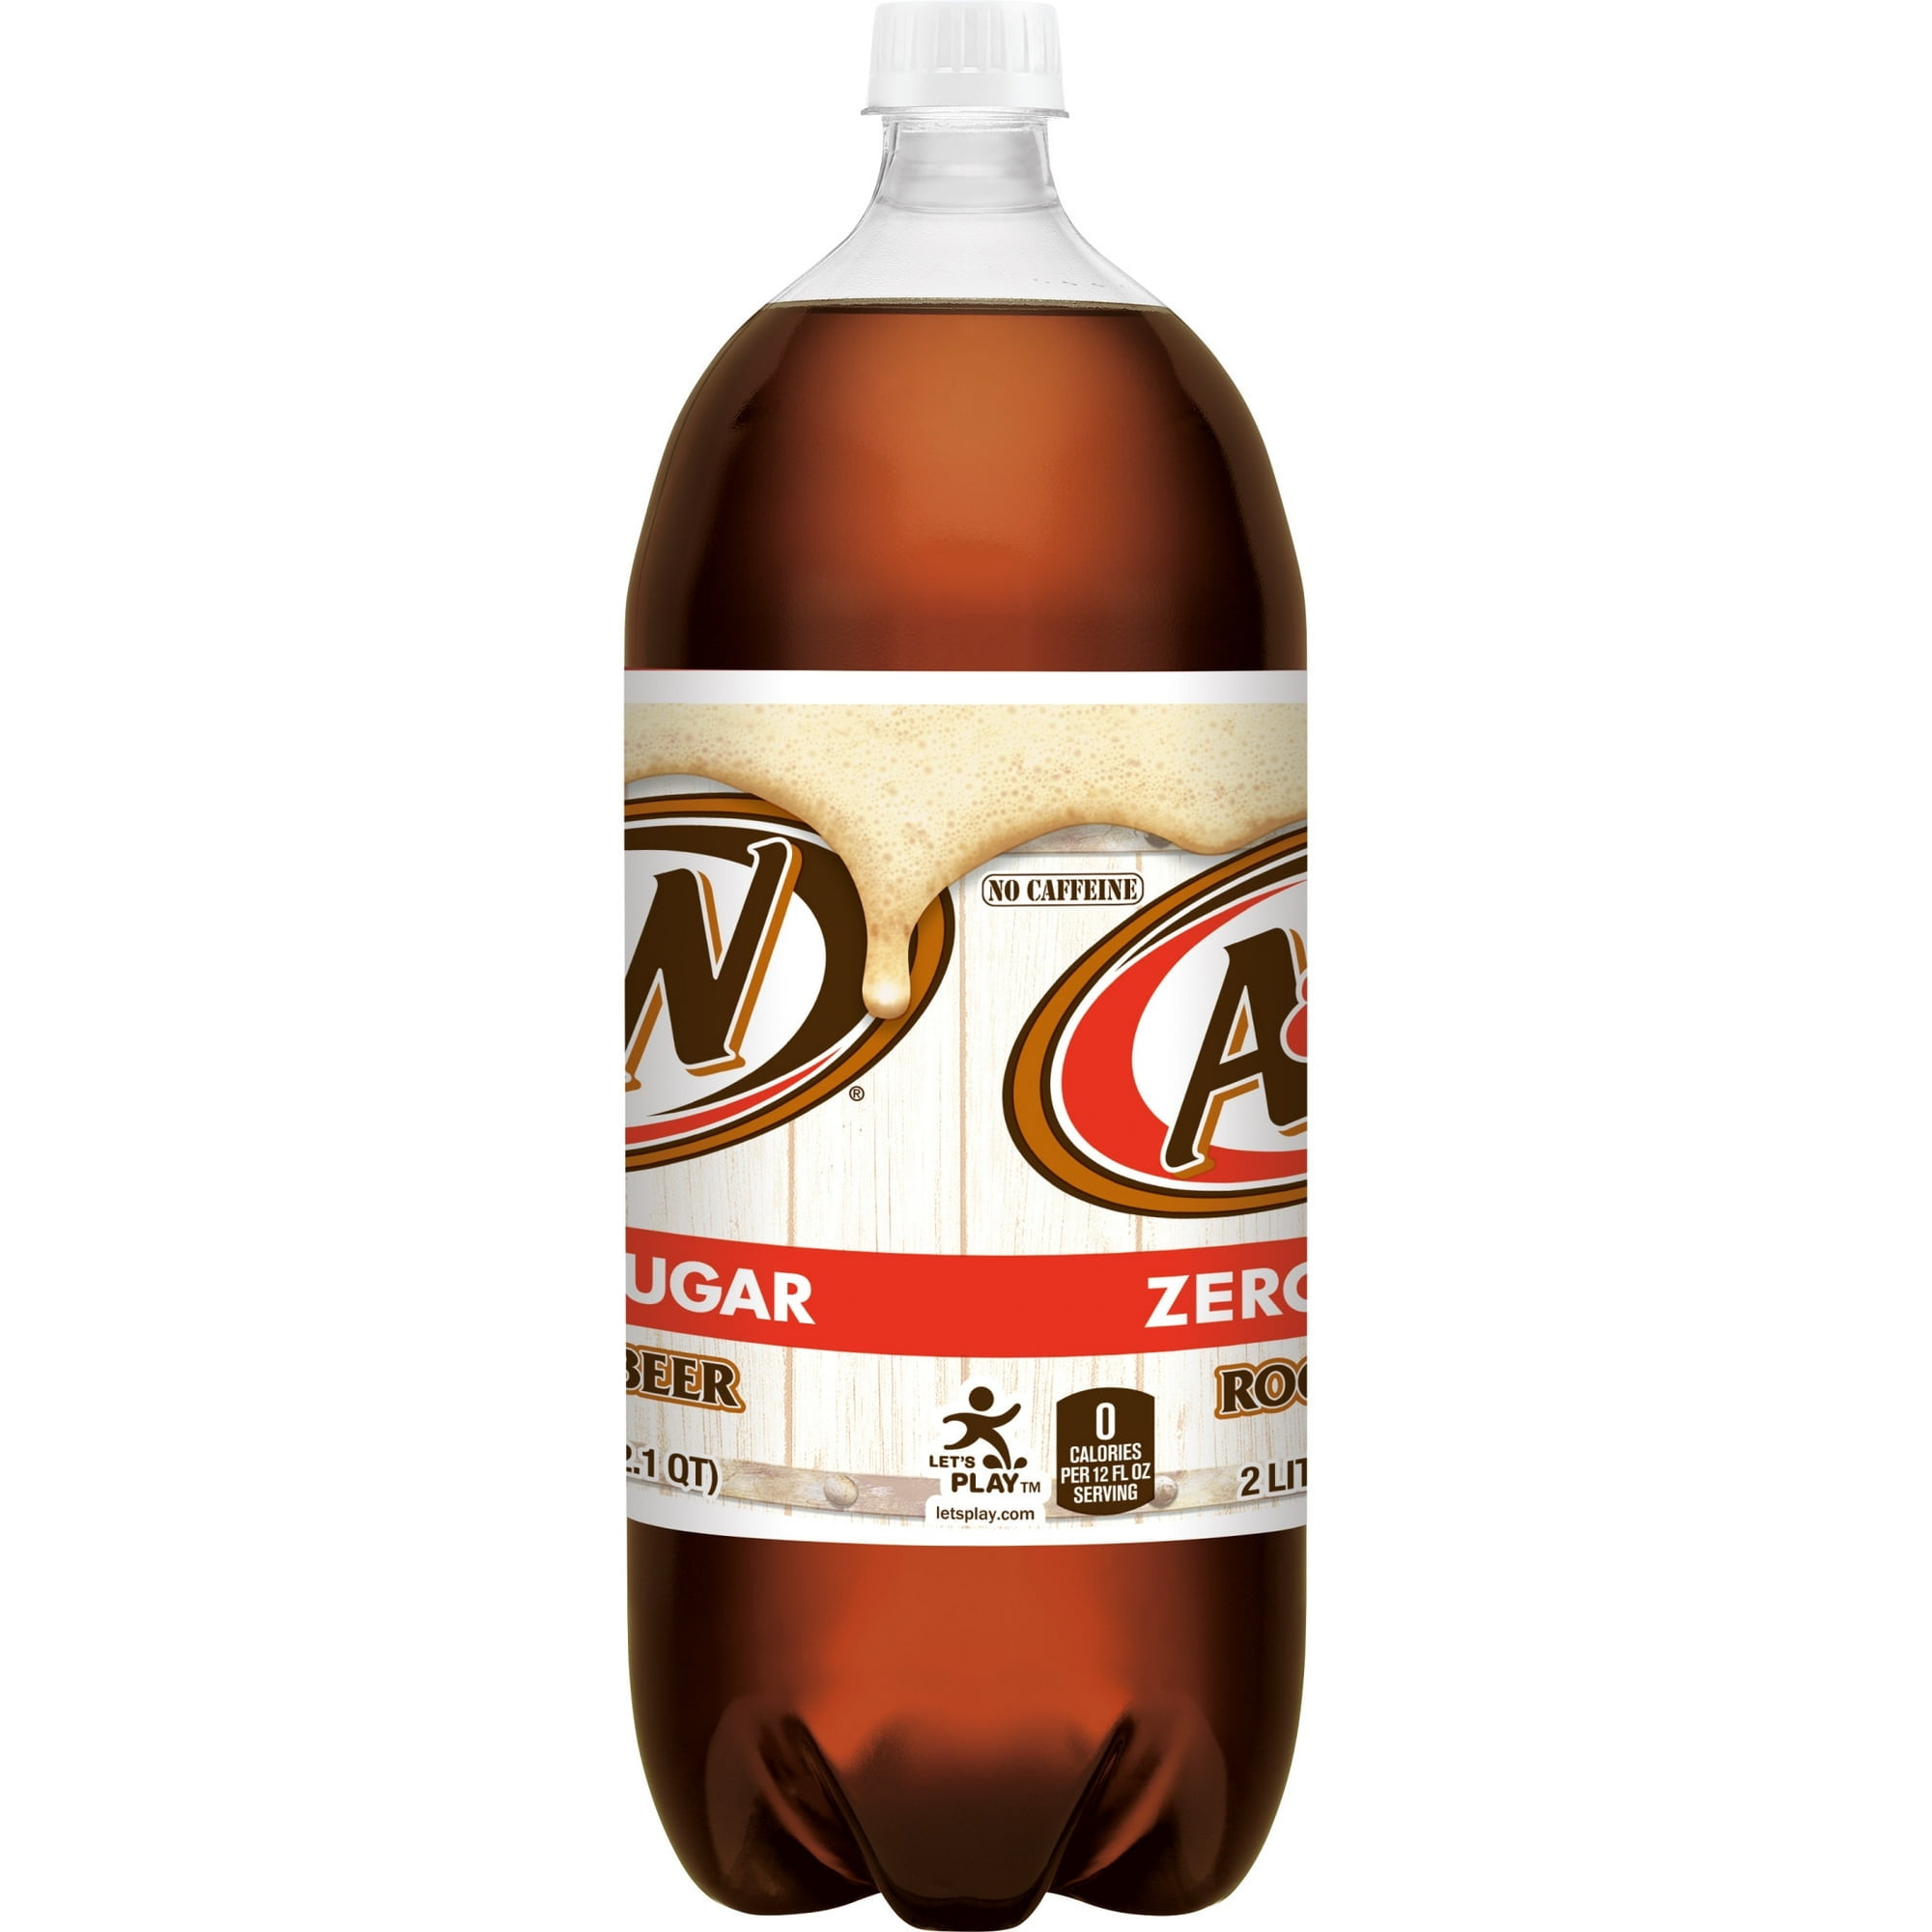 NO CAFFEINE
N
®
A&
UGAR
ZERO
BEER
ROO
2.1 QT)
LET'S
PLAY™
letsplay.com
0
CALORIES
PER 12 FL OZ
SERVING
2 LIT